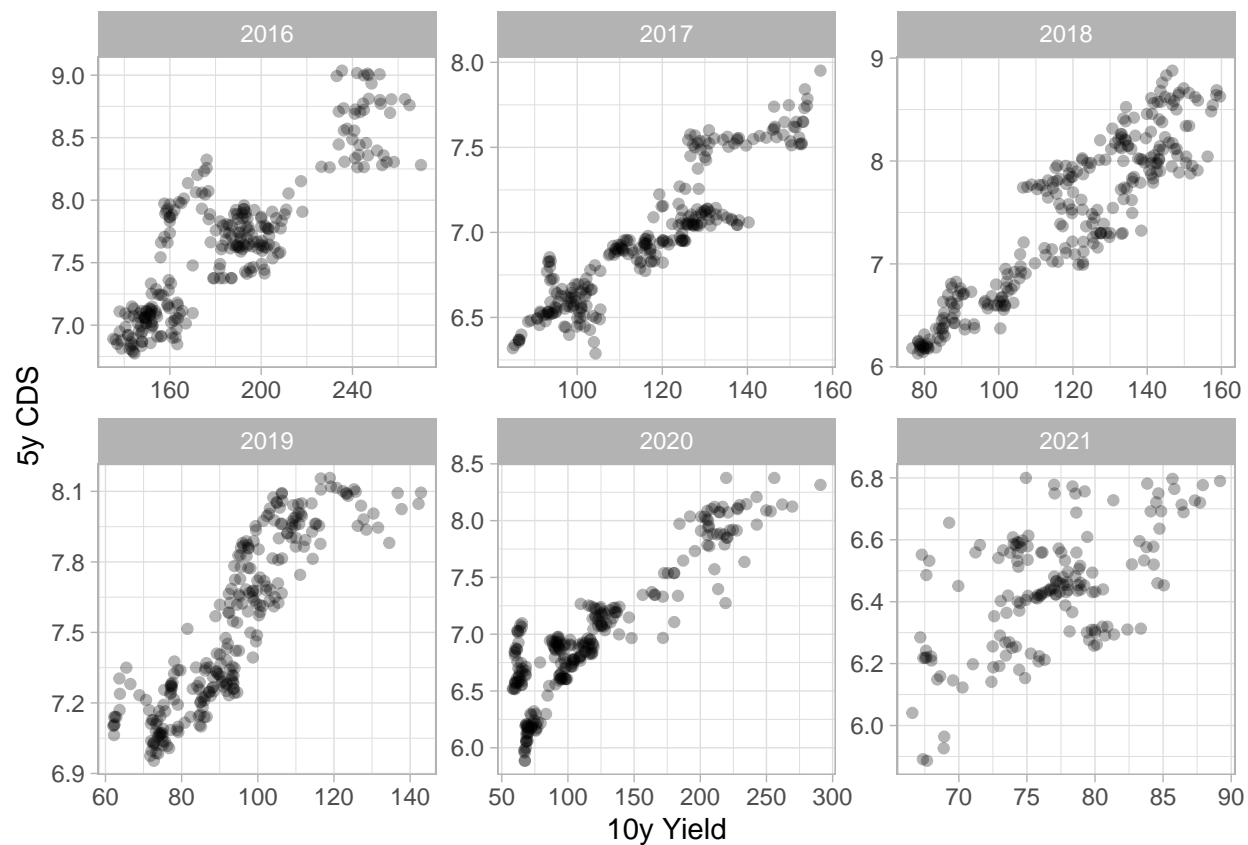 2016 2017 2018
9.0 8.5 8.0 7.5 7.0
8.0 7.5 7.0 6.5
9 8 7 6
160 200 240
100 120 140 160
80 100 120 140 160
5y CDS
2019 2020 2021
8.1 7.8 7.5 7.2 6.9
8.5 8.0 7.5 7.0 6.5 6.0
6.8 6.6 6.4 6.2 6.0
60 80 100 120 140
50 100 150 200 250 300
70 75 80 85 90
10y Yield